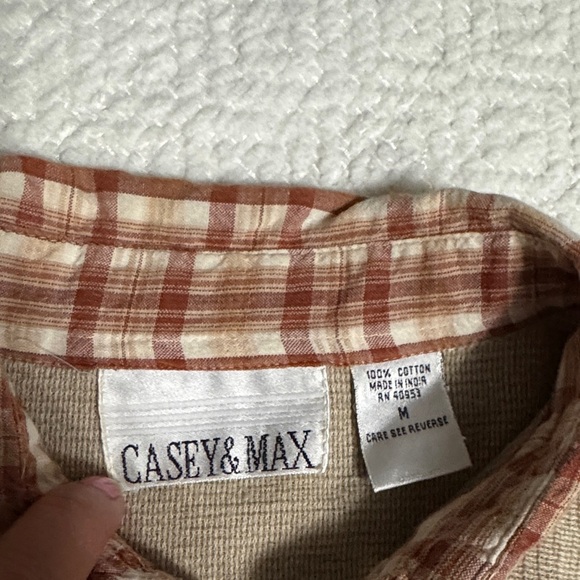 CASEY & MAX
100% COTTON
MADE IN INDIA
RN 40953
M
CARE SEE REVERSE